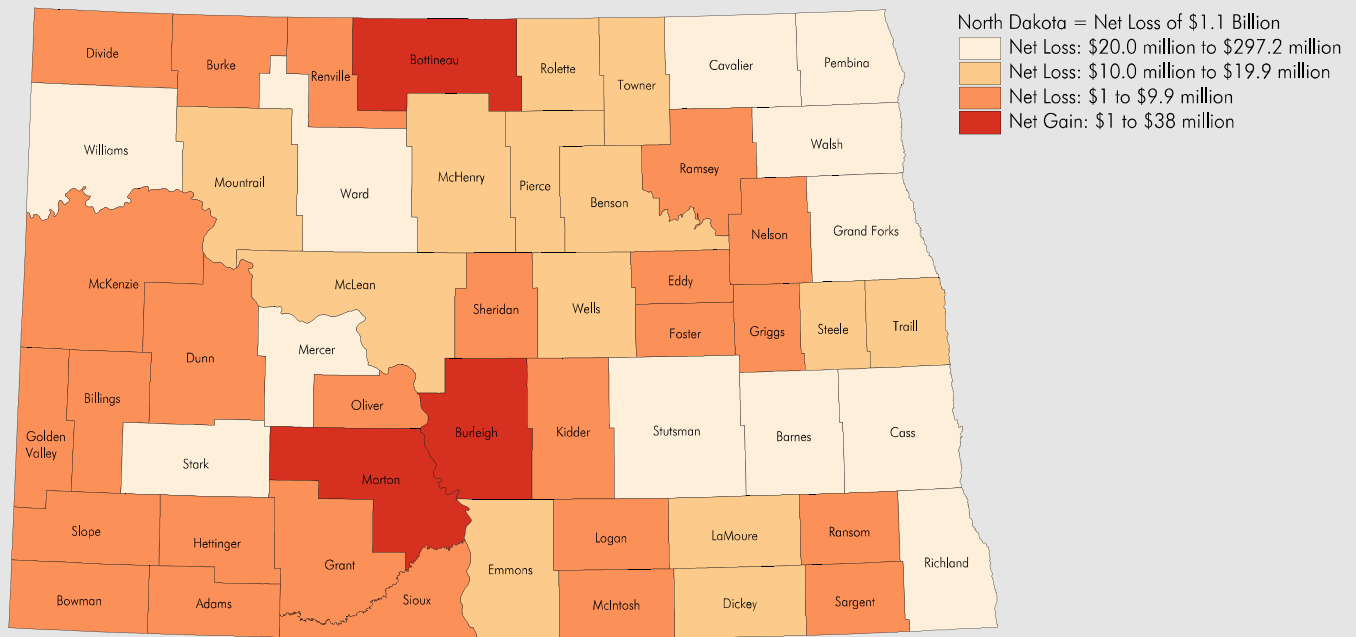 North Dakota = Net Loss of $1.1 Billion
Net Loss: $20.0 million to $297.2 million
Net Loss: $10.0 million to $19.9 million
Net Loss: $1 to $9.9 million
Net Gain: $1 to $38 million
Divide
Burke
Renville
Bottineau
Rolette
Towner
Cavalier
Pembina
Williams
Mountrail
Ward
McHenry
Pierce
Benson
Ramsey
Walsh
Nelson
Grand Forks
McKenzie
McLean
Sheridan
Wells
Eddy
Foster
Griggs
Steele
Traill
Dunn
Mercer
Billings
Oliver
Golden
Valley
Stark
Morton
Burleigh
Kidder
Stutsman
Barnes
Cass
Slope
Hettinger
Grant
Emmons
Logan
LaMoure
Ransom
Richland
Bowman
Adams
Sioux
McIntosh
Dickey
Sargent